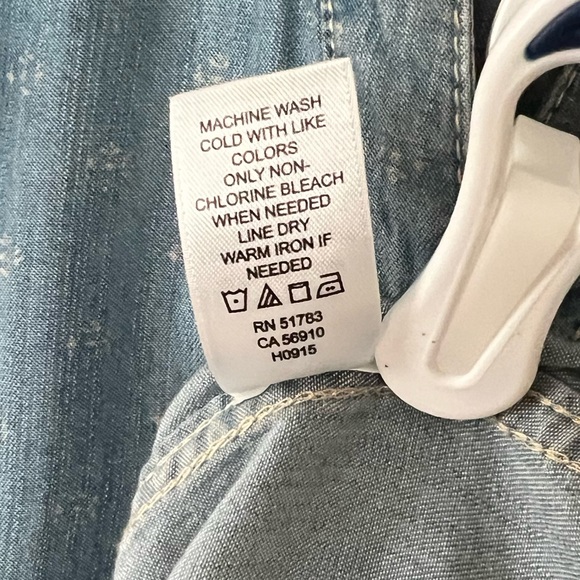 MACHINE WASH
COLD WITH LIKE
COLORS
ONLY NON-
CHLORINE BLEACH
WHEN NEEDED
LINE DRY
WARM IRON IF
NEEDED
RN 51783
CA 56910
H0915